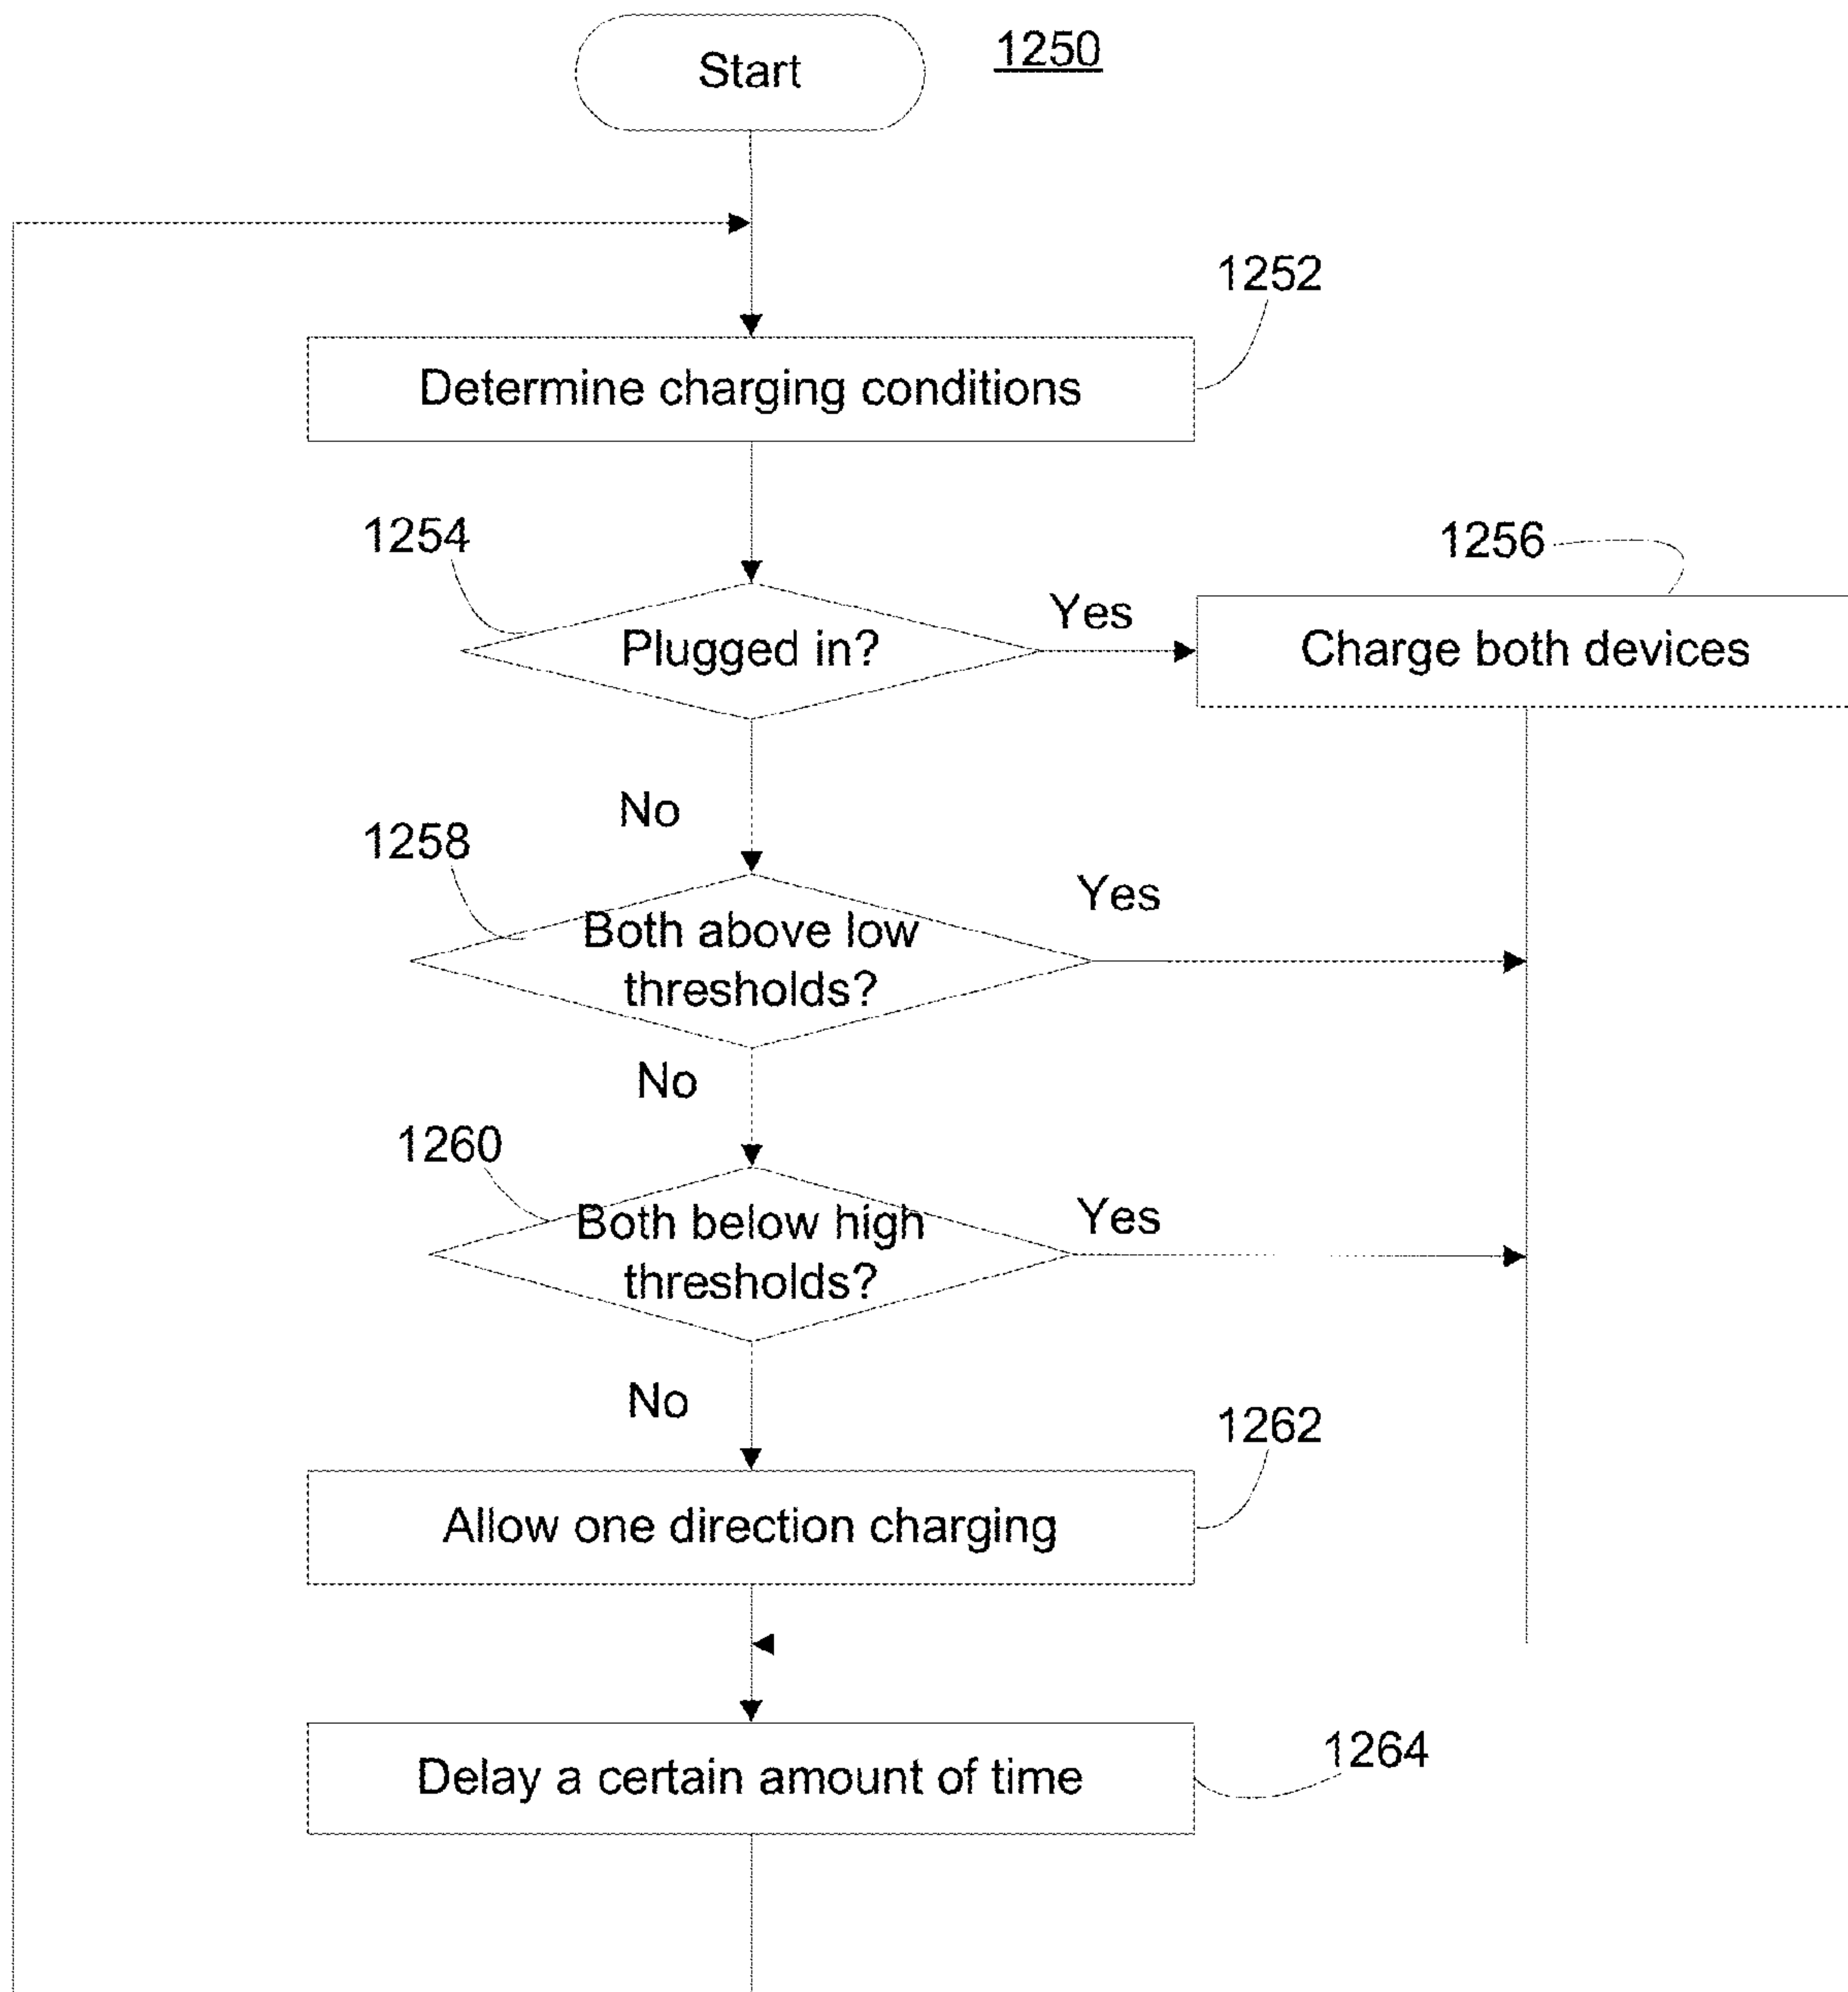 Start
1250
1252
Determine charging conditions
1254
1256
Plugged in?
Yes
Charge both devices
No
1258
Yes
Both above low
thresholds?
No
1260
Yes
Both below high
thresholds?
No
1262
Allow one direction charging
1264
Delay a certain amount of time